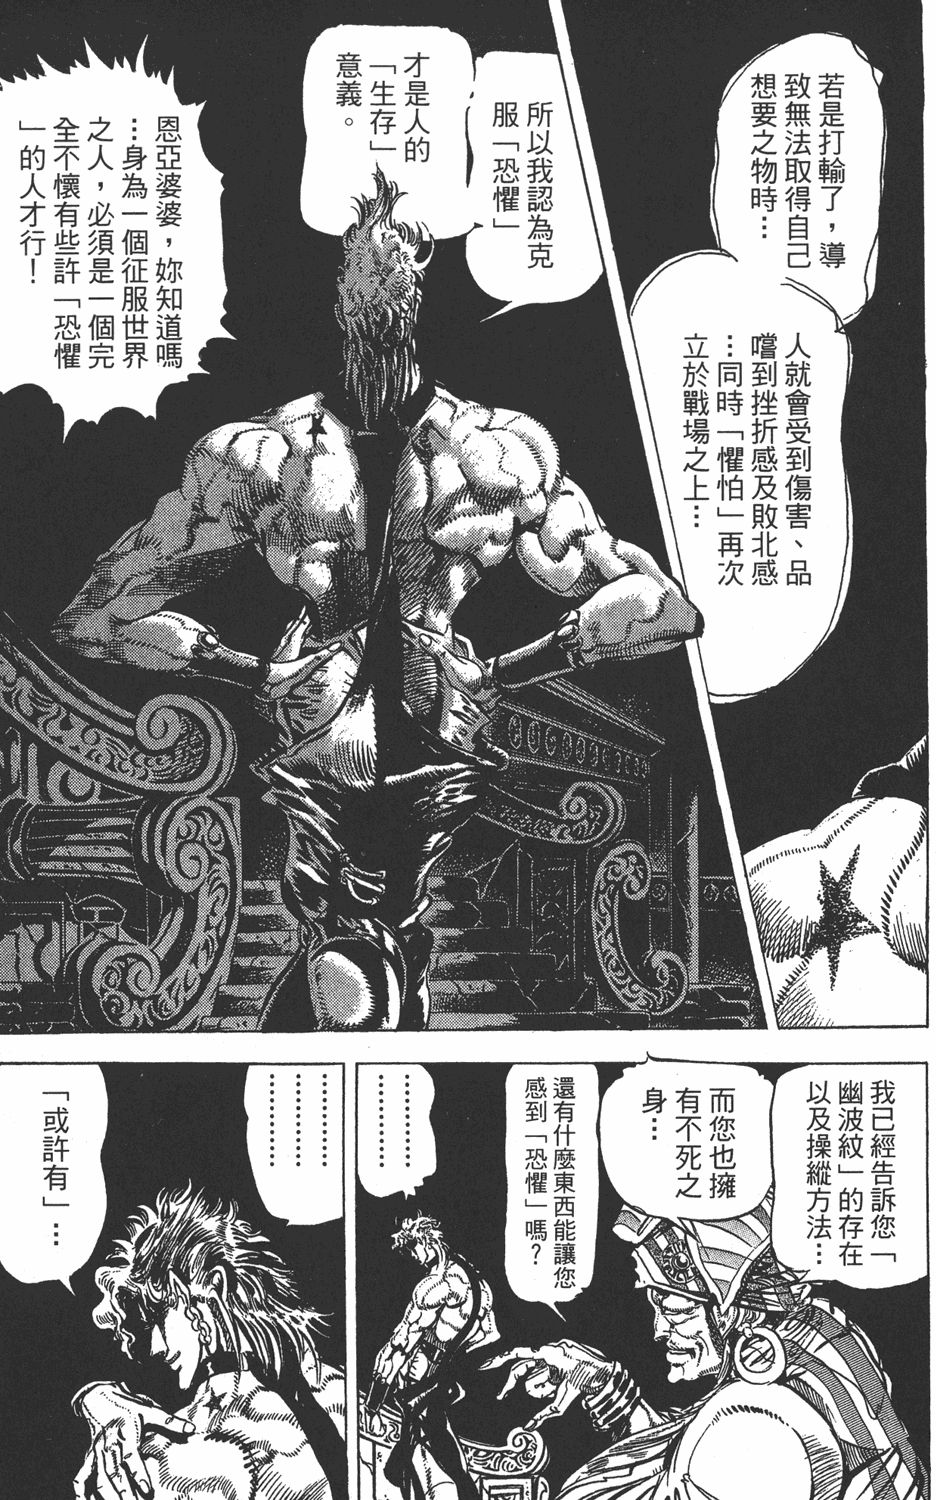 若是打輸了，導
致無法取得自己
想要之物時…
人就會受到傷害、品
嚐到挫折感及敗北感
…同時「懼怕」再次
立於戰場之上…
所以我認為克
服「恐懼」
才是人的
「生存」
意義。
恩亞婆婆，妳知道嗎
…身為一個征服世界
之人，必須是一個完
全不懷有些許「恐懼
」的人才行！
我已經告訴您「
幽波紋」的存在
以及操縱方法…
而您也擁
有不死之
身…
還有什麼東西能讓您
感到「恐懼」嗎？
…………
…………
…………
…………
「或許有」…